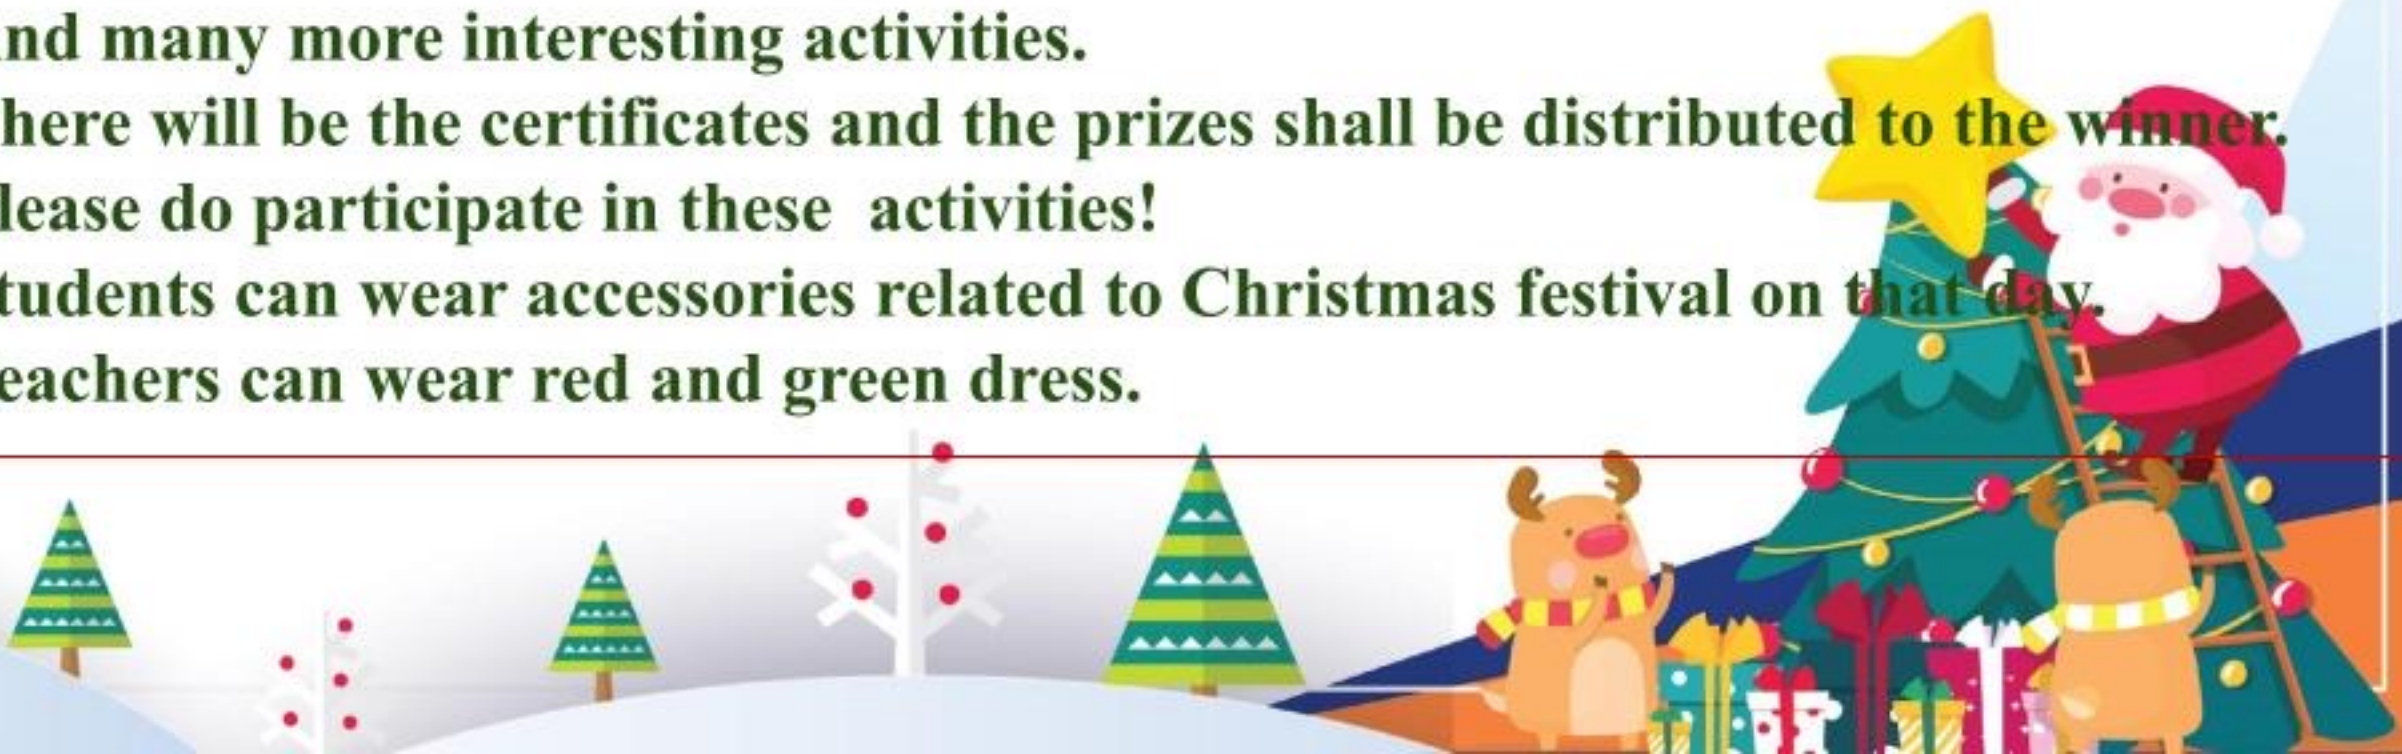 nd many more interesting activities.
here will be the certificates and the prizes shall be distributed to the winner.
lease do participate in these  activities!
tudents can wear accessories related to Christmas festival on that day.
eachers can wear red and green dress.